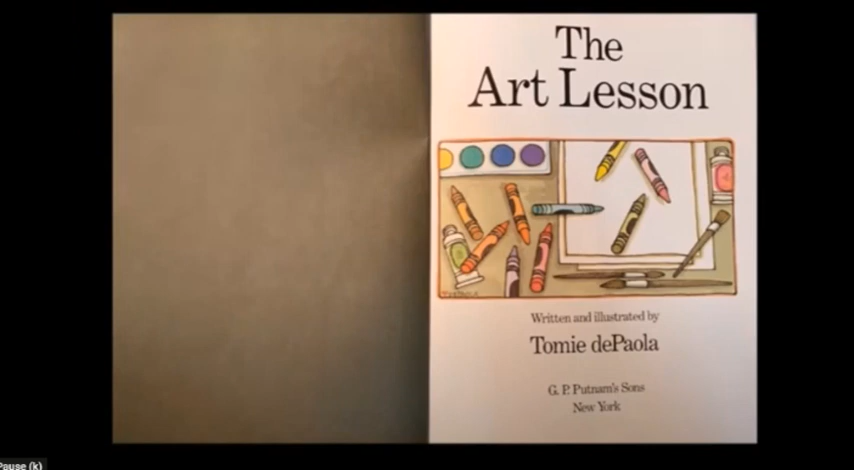 The
Art Lesson
Written and illustrated by
Tomie dePaola
G. P. Putnam's Sons
New York
Pause (k)